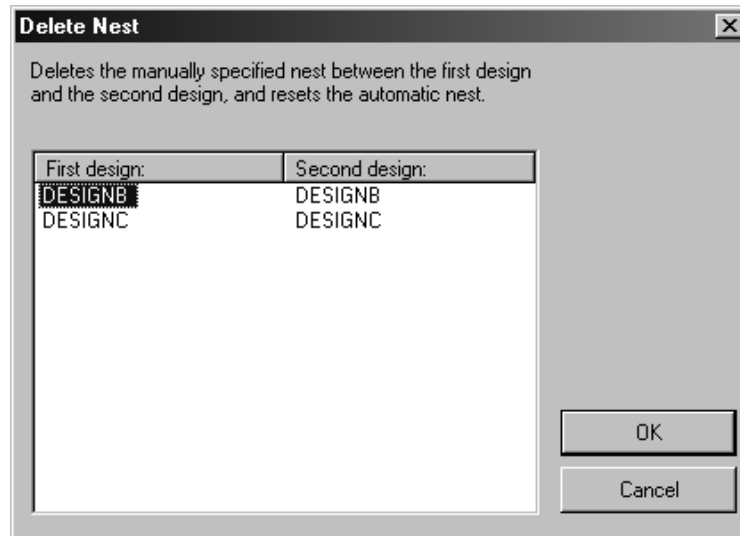 Delete Nest
Deletes the manually specified nest between the first design
and the second design, and resets the automatic nest.
First design: Second design:
DESIGNB DESIGNB
DESIGNC DESIGNC
OK
Cancel